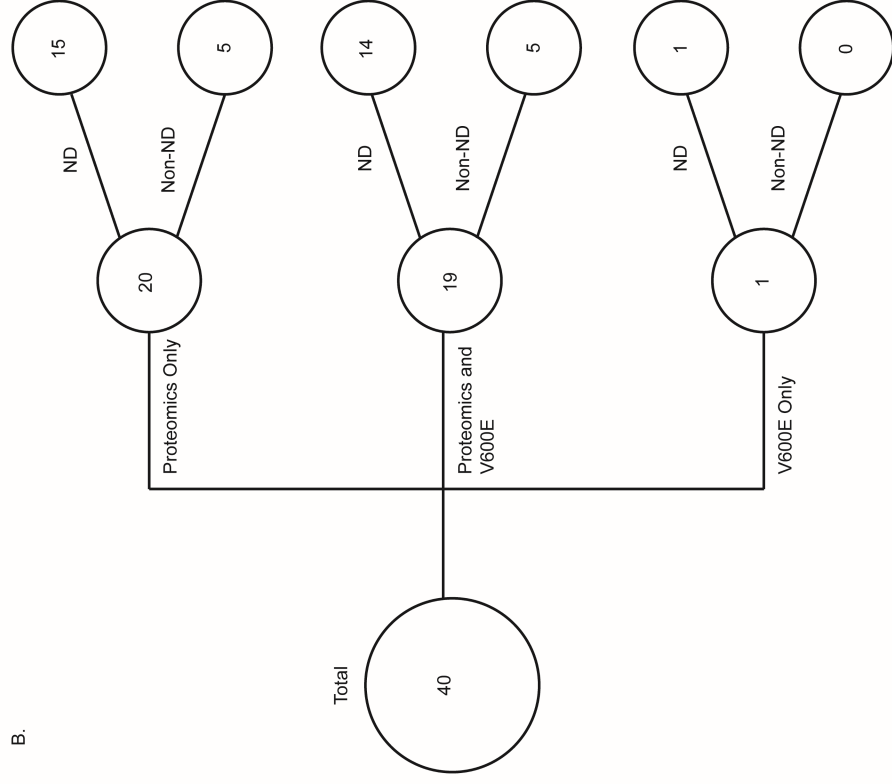 B.
Total
40
Proteomics Only
20
ND
15
Non-ND
5
Proteomics and
V600E
19
ND
14
Non-ND
5
V600E Only
1
ND
1
Non-ND
0